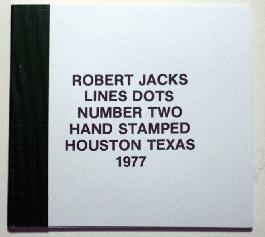 ROBERT JACKS
LINES DOTS
NUMBER TWO
HAND STAMPED
HOUSTON TEXAS
1977